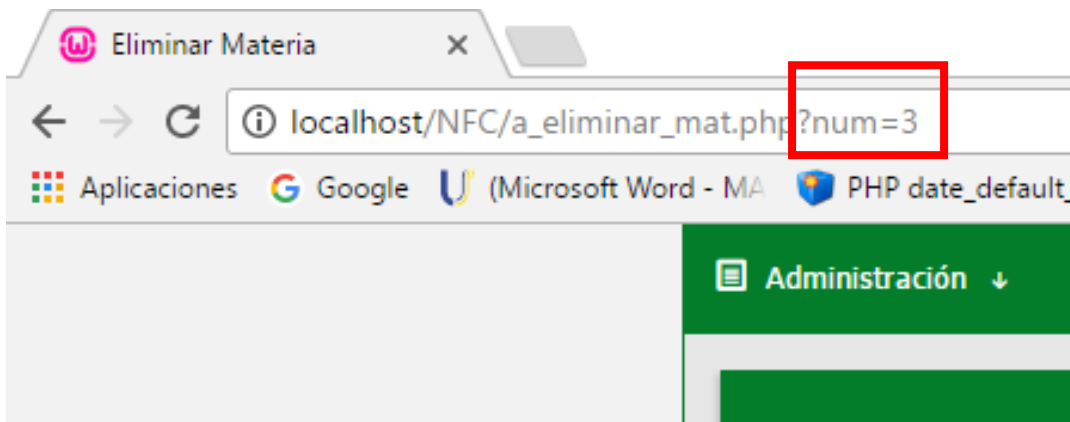 Eliminar Materia
localhost/NFC/a_eliminar_mat.php?num=3
Aplicaciones Google (Microsoft Word - MA PHP date_default_
Administración